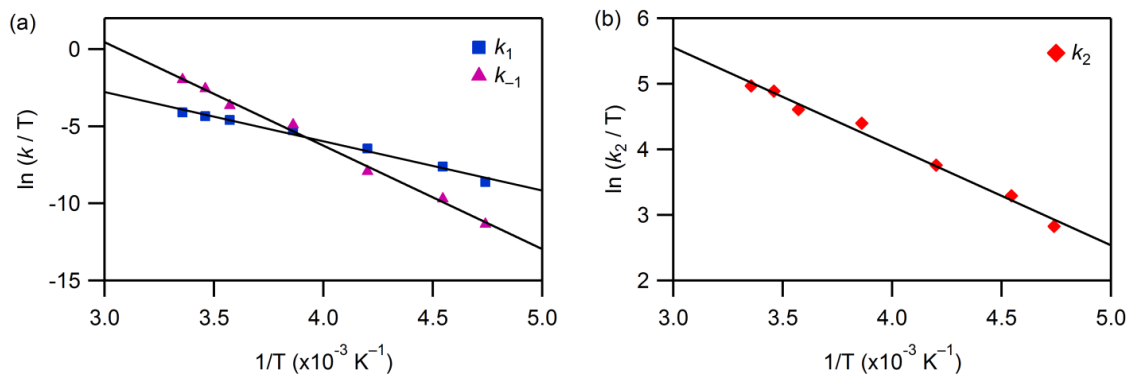 (a)
ln (k / T)
0
-5
-10
-15
3.0 3.5 4.0 4.5 5.0
1/T (x10⁻³ K⁻¹)
k₁
k₋₁
(b)
ln (k₂ / T)
6
5
4
3
2
3.0 3.5 4.0 4.5 5.0
1/T (x10⁻³ K⁻¹)
k₂